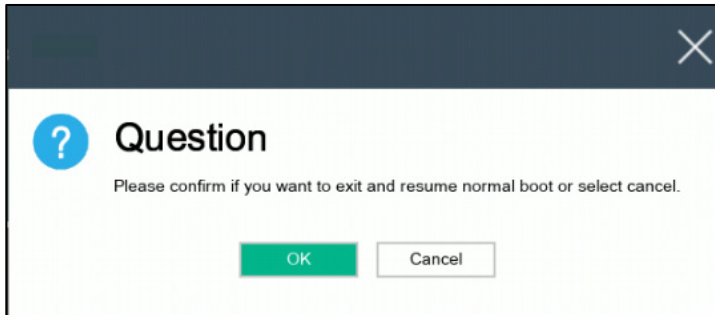 Question
Please confirm if you want to exit and resume normal boot or select cancel.
OK Cancel